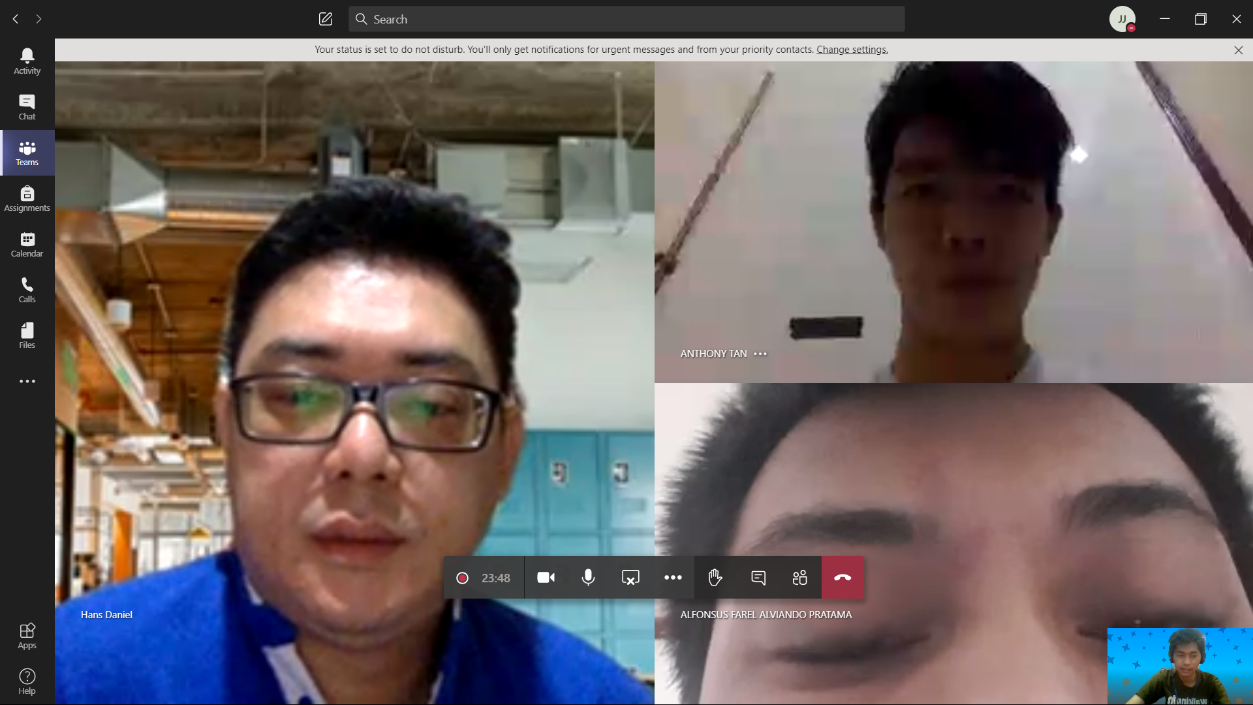 Search
JJ
Your status is set to do not disturb. You'll only get notifications for urgent messages and from your priority contacts. Change settings.
Activity
Chat
Teams
Assignments
Calendar
Calls
Files
ANTHONY TAN
23:48
Hans Daniel
ALFONSUS FAREL ALVIANDO PRATAMA
Apps
Help